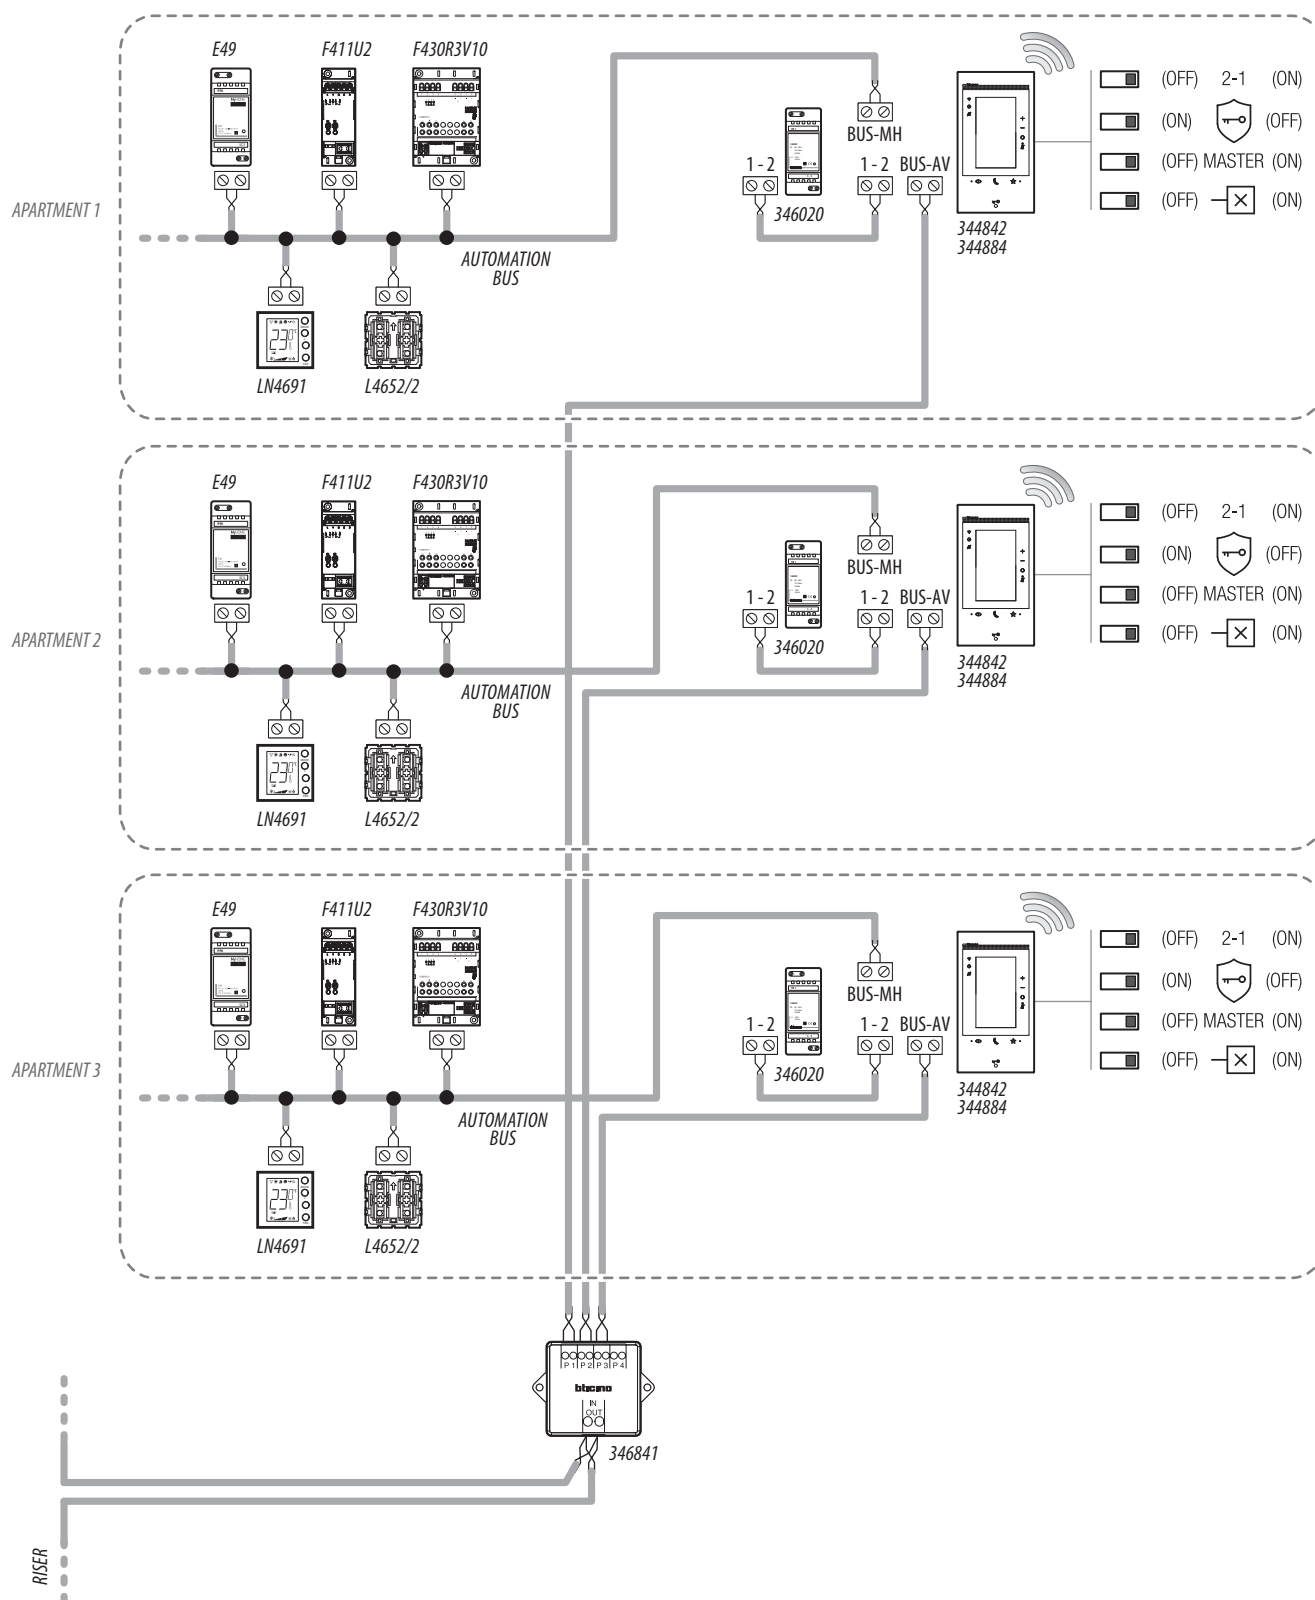 E49 F411U2 F430R3V10
(OFF) 2-1 (ON)
(ON) (OFF)
BUS-MH
1 - 2 1 - 2 BUS-AV
(OFF) MASTER (ON)
(OFF) (ON)
346020
APARTMENT 1
344842
344884
AUTOMATION
BUS
LN4691 L4652/2
E49 F411U2 F430R3V10
(OFF) 2-1 (ON)
(ON) (OFF)
BUS-MH
1 - 2 1 - 2 BUS-AV
(OFF) MASTER (ON)
(OFF) (ON)
346020
APARTMENT 2
344842
344884
AUTOMATION
BUS
LN4691 L4652/2
E49 F411U2 F430R3V10
(OFF) 2-1 (ON)
(ON) (OFF)
BUS-MH
1 - 2 1 - 2 BUS-AV
(OFF) MASTER (ON)
(OFF) (ON)
346020
APARTMENT 3
344842
344884
AUTOMATION
BUS
LN4691 L4652/2
P 1 P 2 P 3 P 4
bticino
IN
OUT
346841
RISER